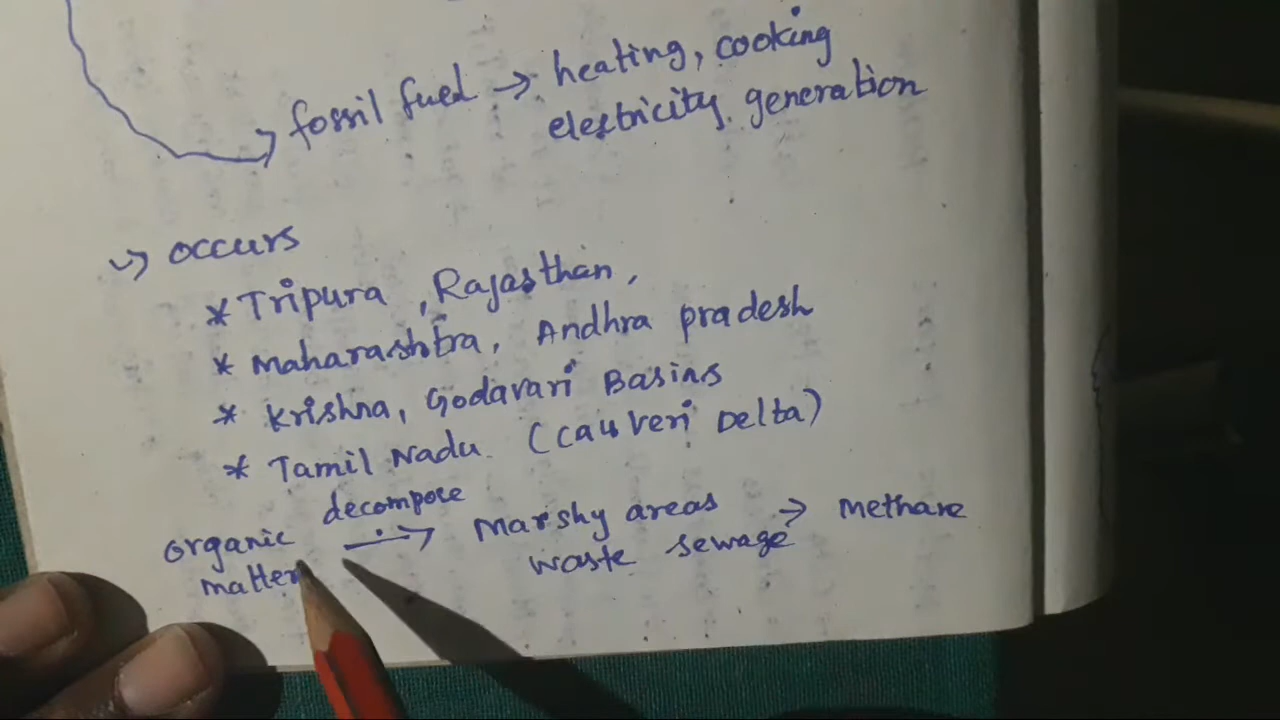 fossil fued → heating, cooking
electricity generation
↳ occurs
* Tripura, Rajasthan,
* Maharashtra, Andhra pradesh
* Krishna, Godavari Basins
* Tamil Nadu (Cauveri Delta)
decompose
organic → Marshy areas → Methane
matter waste sewage